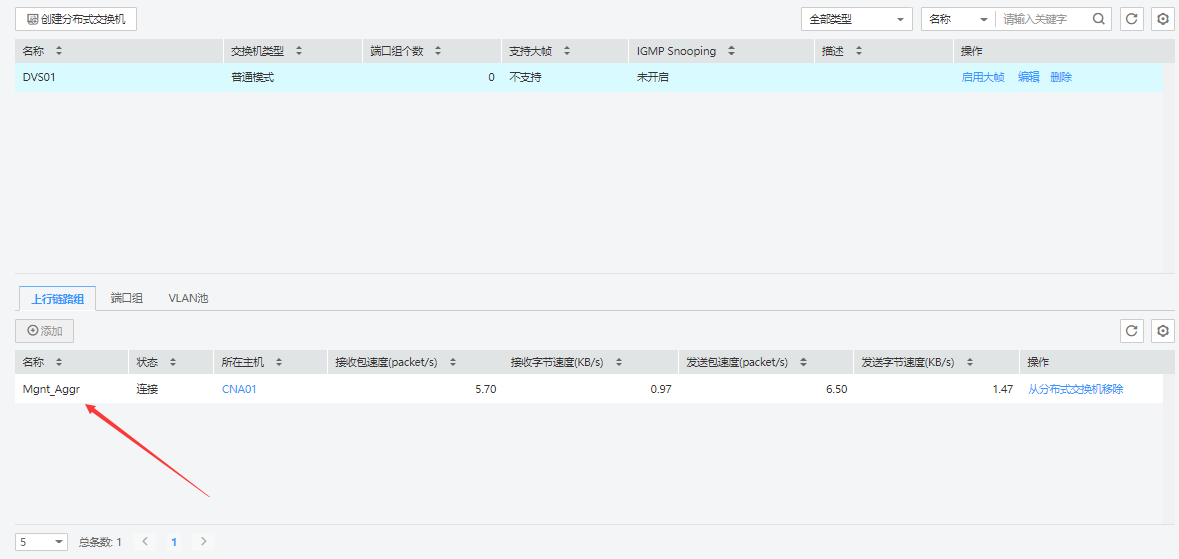 创建分布式交换机 全部类型 名称 请输入关键字
名称 交换机类型 端口组个数 支持大帧 IGMP Snooping 描述 操作
DVS01 普通模式 0 不支持 未开启 启用大帧 编辑 删除
上行链路组 端口组 VLAN池
添加
名称 状态 所在主机 接收包速度(packet/s) 接收字节速度(KB/s) 发送包速度(packet/s) 发送字节速度(KB/s) 操作
Mgnt_Aggr 连接 CNA01 5.70 0.97 6.50 1.47 从分布式交换机移除
5 总条数: 1 1